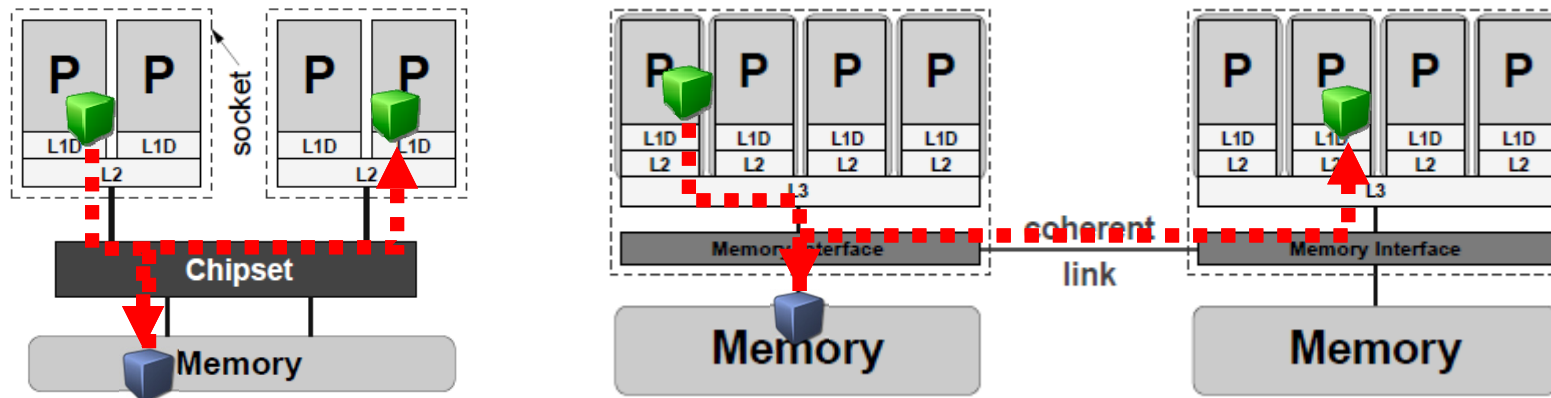 P P
L1D L1D
L2
socket
P P
L1D L1D
L2
Chipset
Memory
P P P P
L1D L1D L1D L1D
L2 L2 L2 L2
L3
Memory Interface
Memory
coherent
link
P P P P
L1D L1D L1D L1D
L2 L2 L2 L2
L3
Memory Interface
Memory